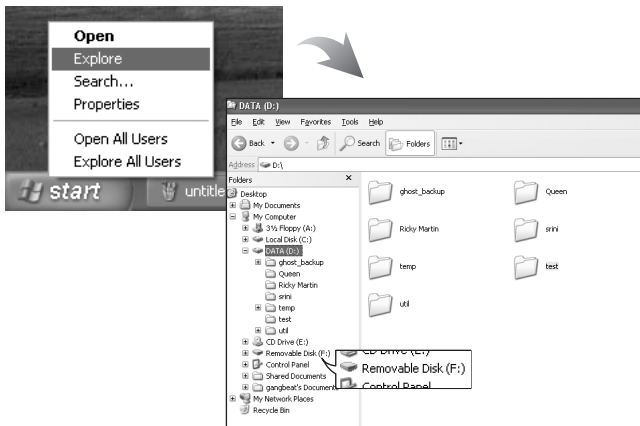 Open
Explore
Search...
Properties
Open All Users
Explore All Users
start
untitle
DATA (D:)
File Edit View Favorites Tools Help
Back Search Folders
Address D:\
Folders X
Desktop
My Documents
My Computer
3½ Floppy (A:)
Local Disk (C:)
DATA (D:)
ghost_backup
Queen
Ricky Martin
srini
temp
test
util
CD Drive (E:)
Removable Disk (F:)
Control Panel
Shared Documents
gangbeat's Document
My Network Places
Recycle Bin
ghost_backup Queen
Ricky Martin srini
temp test
util
CD Drive (E:)
Removable Disk (F:)
Control Panel